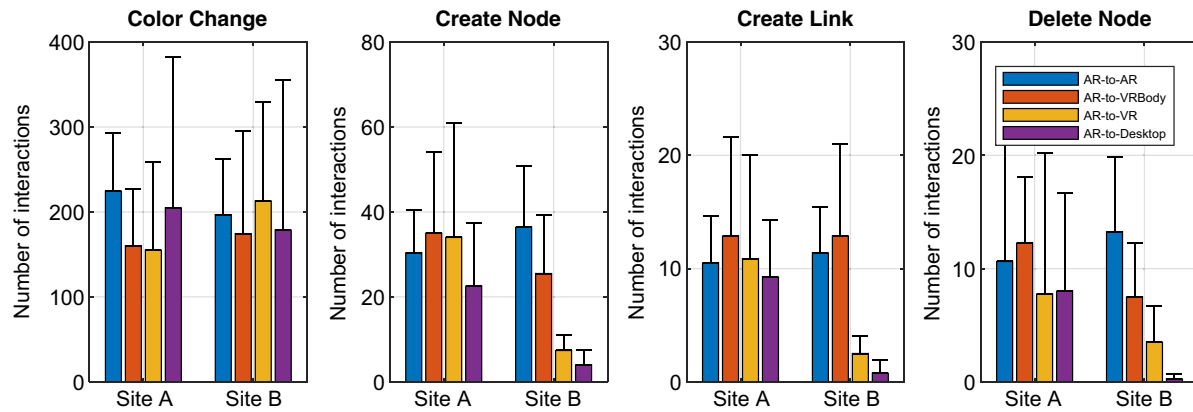 Color Change
Create Node
Create Link
Delete Node
Number of interactions
400
300
200
100
0
Site A
Site B
Number of interactions
80
60
40
20
0
Site A
Site B
Number of interactions
30
20
10
0
Site A
Site B
Number of interactions
30
20
10
0
Site A
Site B
AR-to-AR
AR-to-VRBody
AR-to-VR
AR-to-Desktop